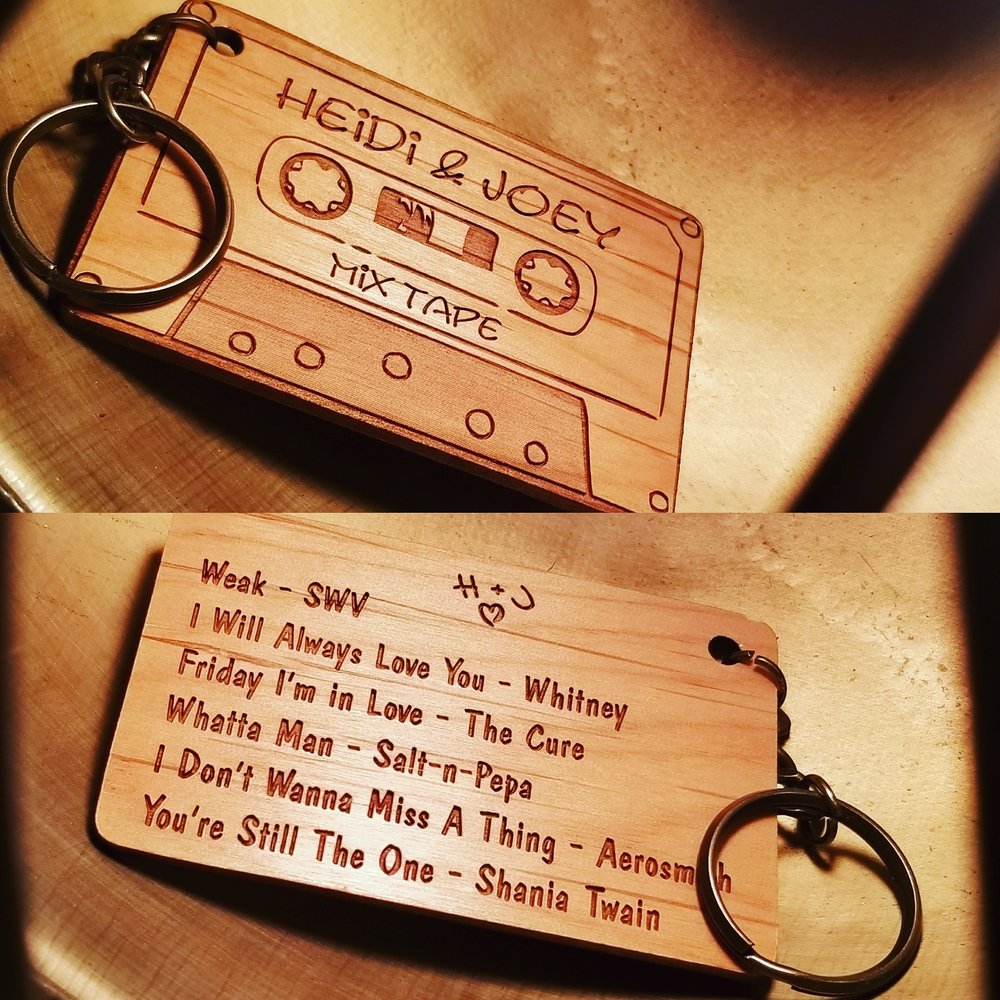 HEiDi & JOEY
MiX TAPE
H + J
Weak - SWV
I Will Always Love You - Whitney
Friday I'm in Love - The Cure
Whatta Man - Salt-n-Pepa
I Don't Wanna Miss A Thing - Aerosmith
You're Still The One - Shania Twain